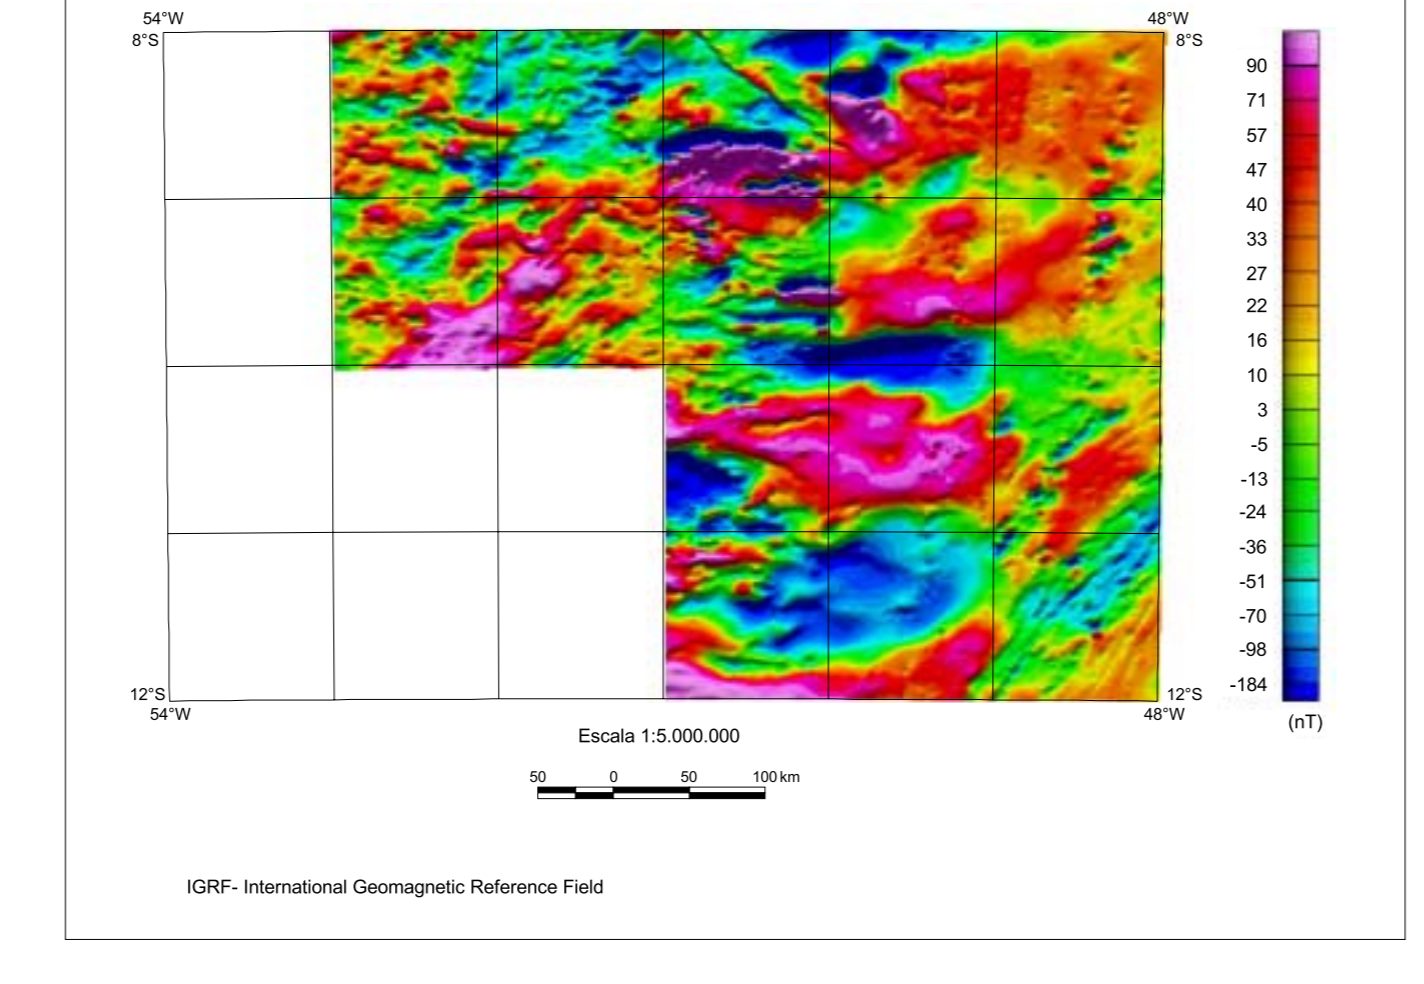 54°W
48°W
8°S
8°S
90
71
57
47
40
33
27
22
16
10
3
-5
-13
-24
-36
-51
-70
-98
-184
(nT)
12°S
12°S
54°W
48°W
Escala 1:5.000.000
50 0 50 100 km
IGRF- International Geomagnetic Reference Field